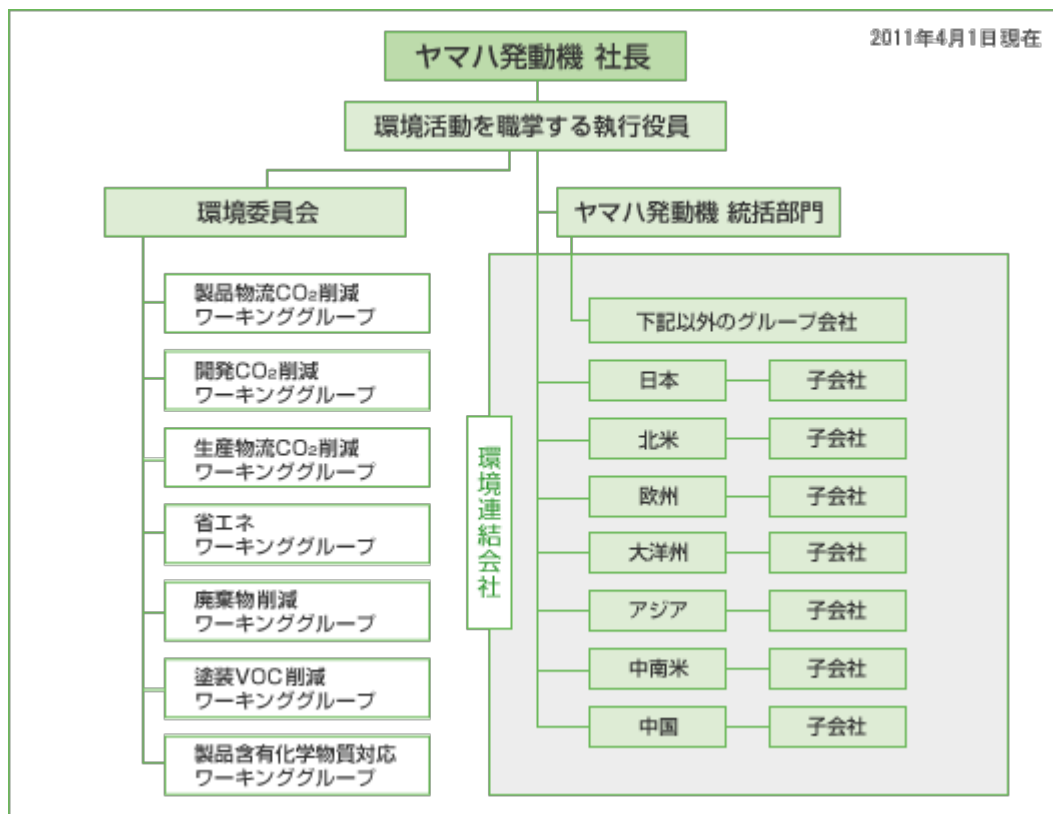 2011年4月1日現在
ヤマハ発動機 社長
環境活動を職掌する執行役員
環境委員会
製品物流CO₂削減
ワーキンググループ
開発CO₂削減
ワーキンググループ
生産物流CO₂削減
ワーキンググループ
省エネ
ワーキンググループ
廃棄物削減
ワーキンググループ
塗装VOC削減
ワーキンググループ
製品含有化学物質対応
ワーキンググループ
ヤマハ発動機 統括部門
環境連結会社
下記以外のグループ会社
日本
子会社
北米
子会社
欧州
子会社
大洋州
子会社
アジア
子会社
中南米
子会社
中国
子会社